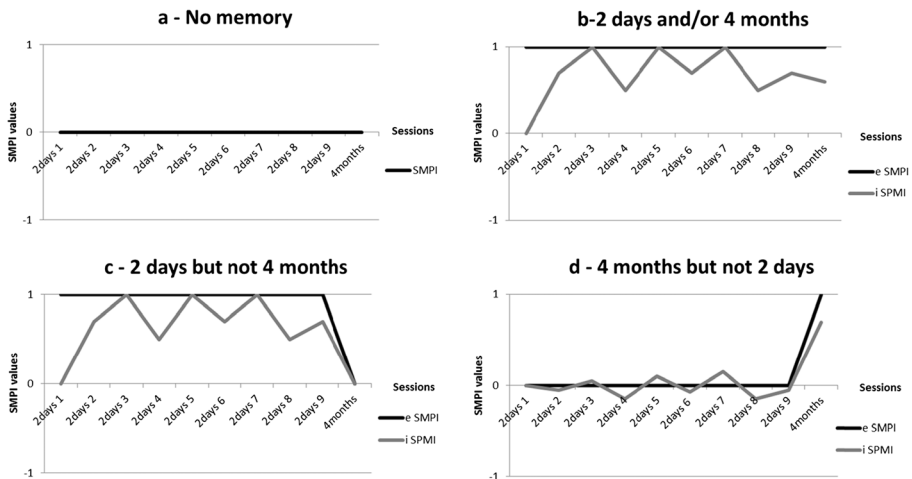 a - No memory
1
0
-1
SMPI values
2days 1
2days 2
2days 3
2days 4
2days 5
2days 6
2days 7
2days 8
2days 9
4months
Sessions
SMPI
b-2 days and/or 4 months
1
0
-1
SMPI values
2days 1
2days 2
2days 3
2days 4
2days 5
2days 6
2days 7
2days 8
2days 9
4months
Sessions
e SMPI
i SPMI
c - 2 days but not 4 months
1
0
-1
SMPI values
2days 1
2days 2
2days 3
2days 4
2days 5
2days 6
2days 7
2days 8
2days 9
4months
Sessions
e SMPI
i SPMI
d - 4 months but not 2 days
1
0
-1
SMPI values
2days 1
2days 2
2days 3
2days 4
2days 5
2days 6
2days 7
2days 8
2days 9
4months
Sessions
e SMPI
i SPMI